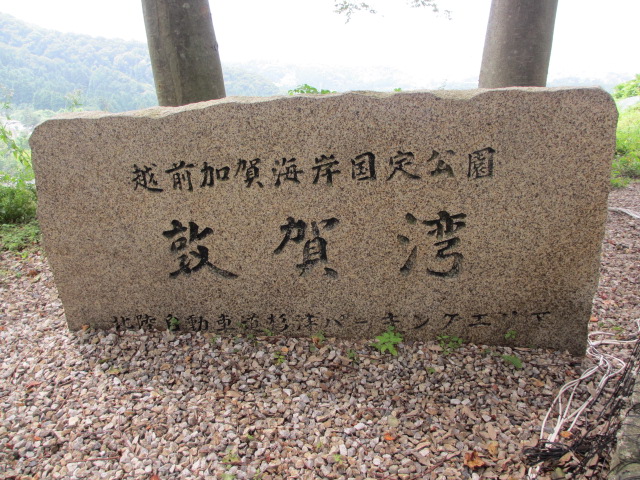 越前加賀海岸国定公園
敦賀湾
北陸自動車道杉津パーキングエリア